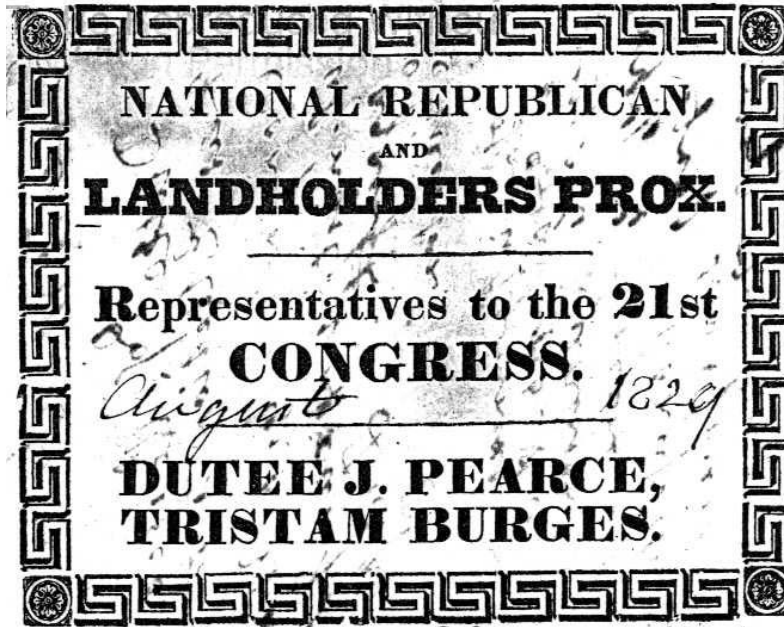 NATIONAL REPUBLICAN
AND
LANDHOLDERS PROX.
Representatives to the 21st
CONGRESS.
August 1829
DUTEE J. PEARCE,
TRISTAM BURGES.